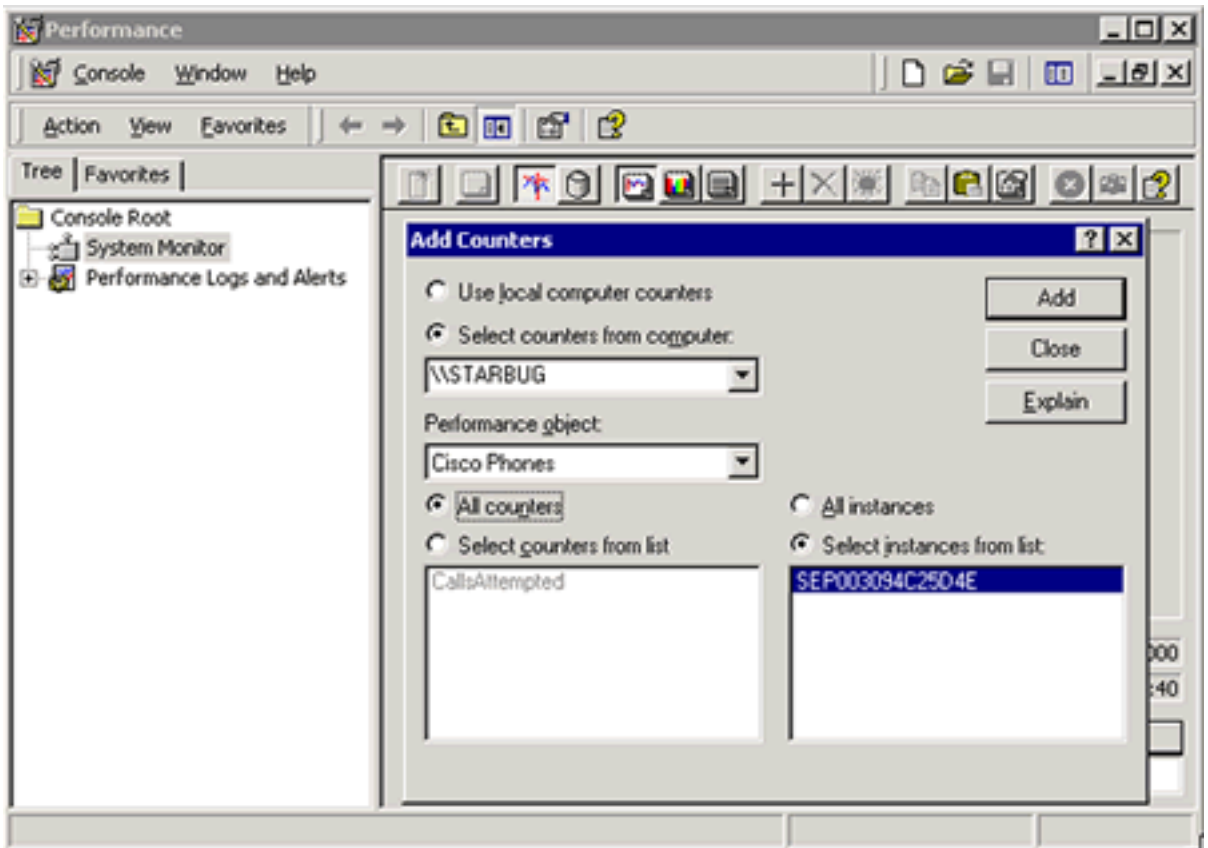 Performance
Console Window Help
Action View Favorites
Tree Favorites
Console Root
System Monitor
Performance Logs and Alerts
Add Counters
Use local computer counters
Add
Select counters from computer:
Close
\\STARBUG
Explain
Performance object:
Cisco Phones
All counters
All instances
Select counters from list
Select instances from list:
CallsAttempted
SEP003094C25D4E
000
:40